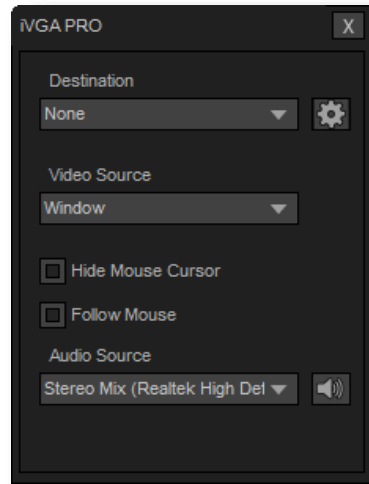 iVGA PRO
X
Destination
None
Video Source
Window
Hide Mouse Cursor
Follow Mouse
Audio Source
Stereo Mix (Realtek High Def